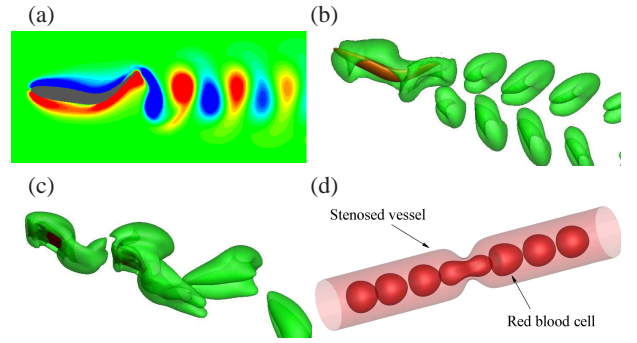 (a)
(b)
(c)
(d)
Stenosed vessel
Red blood cell